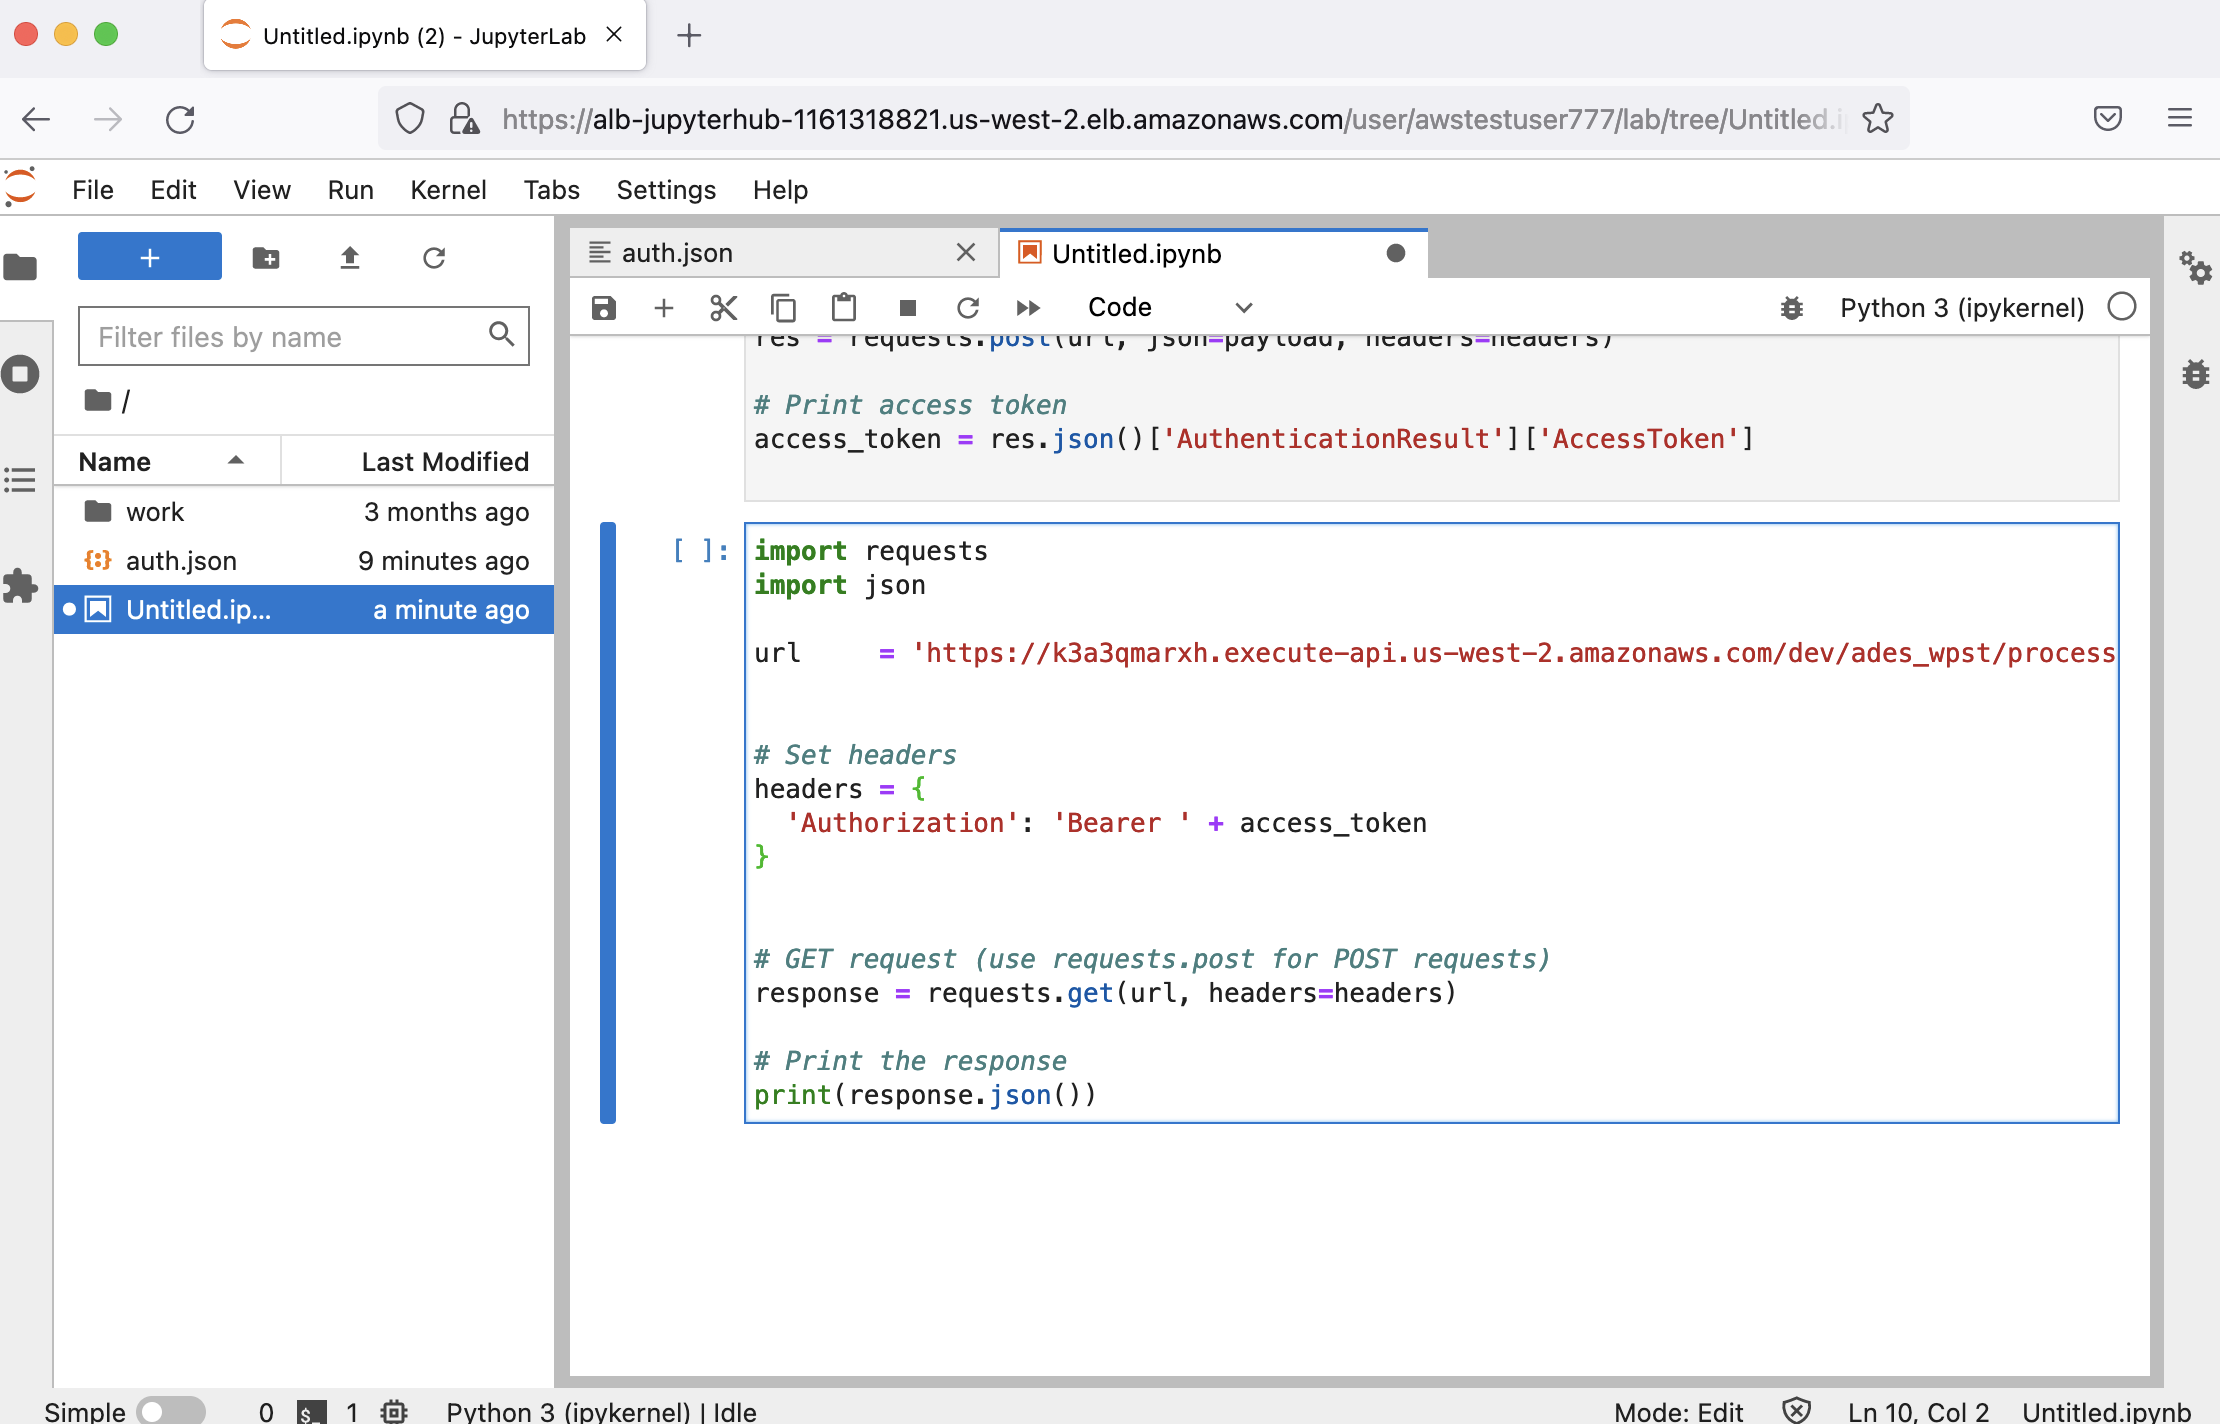 Untitled.ipynb (2) - JupyterLab
https://alb-jupyterhub-1161318821.us-west-2.elb.amazonaws.com/user/awstestuser777/lab/tree/Untitled.i
File Edit View Run Kernel Tabs Settings Help
auth.json
Untitled.ipynb
Filter files by name
Code
Python 3 (ipykernel)
/
Name Last Modified
work 3 months ago
auth.json 9 minutes ago
Untitled.ip... a minute ago
res = requests.post(url, json=payload, headers=headers)
# Print access token
access_token = res.json()['AuthenticationResult']['AccessToken']
[ ]:
import requests
import json
url = 'https://k3a3qmarxh.execute-api.us-west-2.amazonaws.com/dev/ades_wpst/process
# Set headers
headers = {
'Authorization': 'Bearer ' + access_token
}
# GET request (use requests.post for POST requests)
response = requests.get(url, headers=headers)
# Print the response
print(response.json())
Simple 0 $_ 1 Python 3 (ipykernel) | Idle Mode: Edit Ln 10, Col 2 Untitled.ipynb